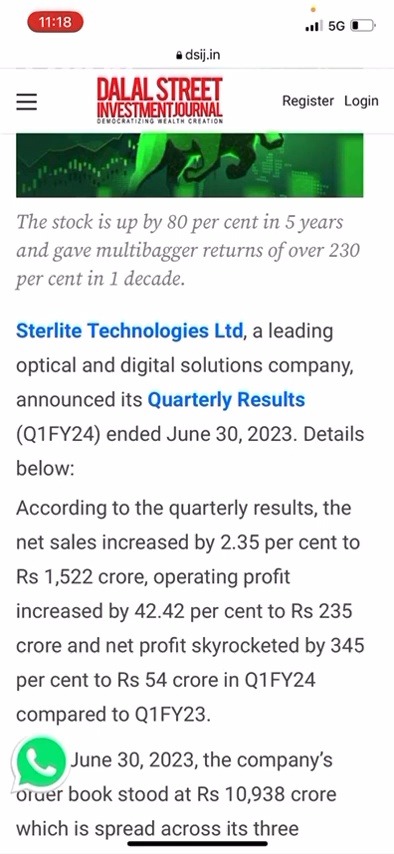 11:18
5G
dsij.in
DALAL STREET
INVESTMENT JOURNAL
DEMOCRATIZING WEALTH CREATION
Register Login
The stock is up by 80 per cent in 5 years
and gave multibagger returns of over 230
per cent in 1 decade.
Sterlite Technologies Ltd, a leading
optical and digital solutions company,
announced its Quarterly Results
(Q1FY24) ended June 30, 2023. Details
below:
According to the quarterly results, the
net sales increased by 2.35 per cent to
Rs 1,522 crore, operating profit
increased by 42.42 per cent to Rs 235
crore and net profit skyrocketed by 345
per cent to Rs 54 crore in Q1FY24
compared to Q1FY23.
June 30, 2023, the company's
order book stood at Rs 10,938 crore
which is spread across its three